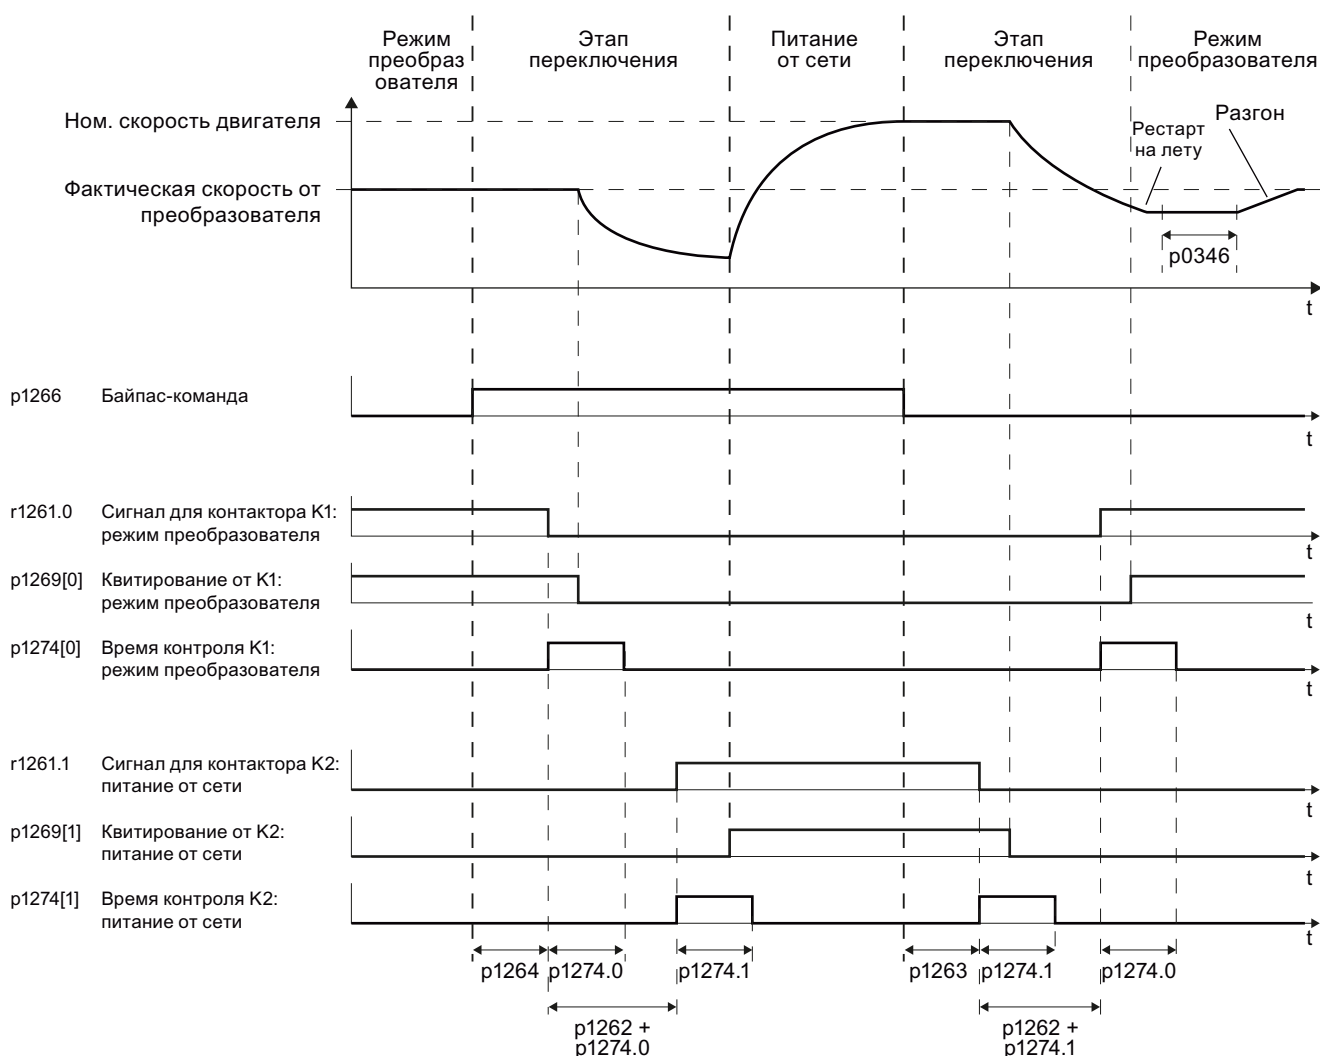 Режим
преобраз
ователя
Этап
переключения
Питание
от сети
Этап
переключения
Режим
преобразователя
Ном. скорость двигателя
Фактическая скорость от
преобразователя
Рестарт
на лету
Разгон
p0346
t
p1266 Байпас-команда
t
r1261.0 Сигнал для контактора K1:
режим преобразователя
t
p1269[0] Квитирование от K1:
режим преобразователя
t
p1274[0] Время контроля K1:
режим преобразователя
t
r1261.1 Сигнал для контактора K2:
питание от сети
t
p1269[1] Квитирование от K2:
питание от сети
t
p1274[1] Время контроля K2:
питание от сети
t
p1264 p1274.0 p1274.1 p1263 p1274.1 p1274.0
p1262 +
p1274.0
p1262 +
p1274.1